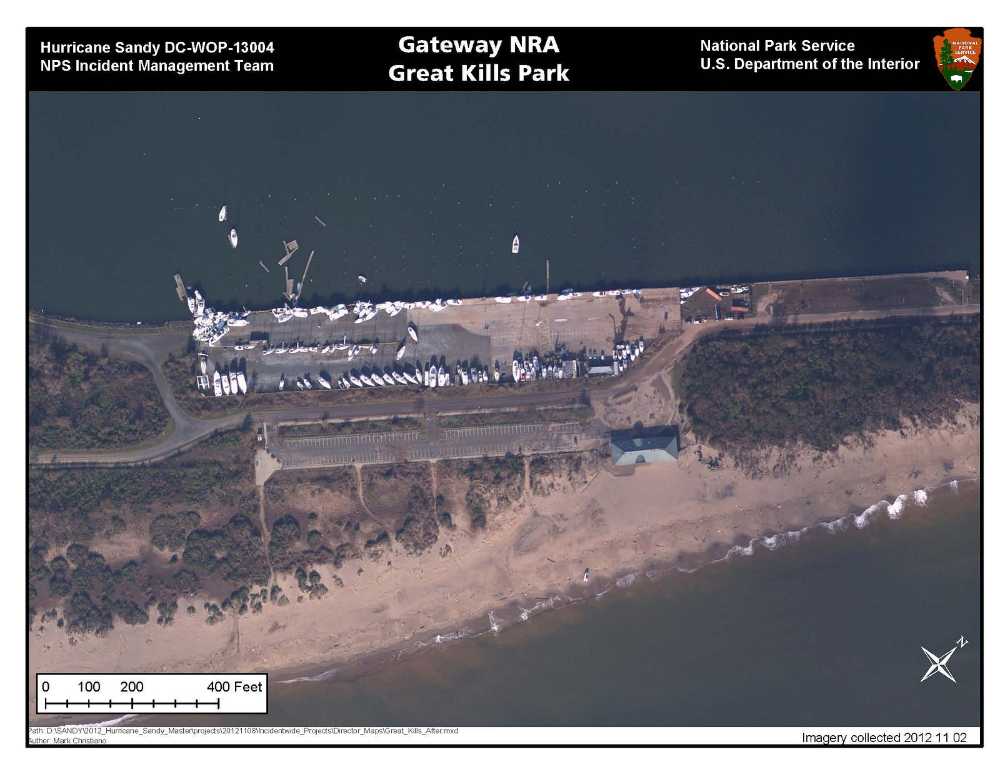 Hurricane Sandy DC-WOP-13004
NPS Incident Management Team
Gateway NRA
Great Kills Park
National Park Service
U.S. Department of the Interior
NATIONAL
PARK
SERVICE
N
0 100 200 400 Feet
Path: D:\SANDY\2012_Hurricane_Sandy_Master\projects\20121108\Incidentwide_Projects\Director_Maps\Great_Kills_After.mxd
Author: Mark Christiano
Imagery collected 2012 11 02